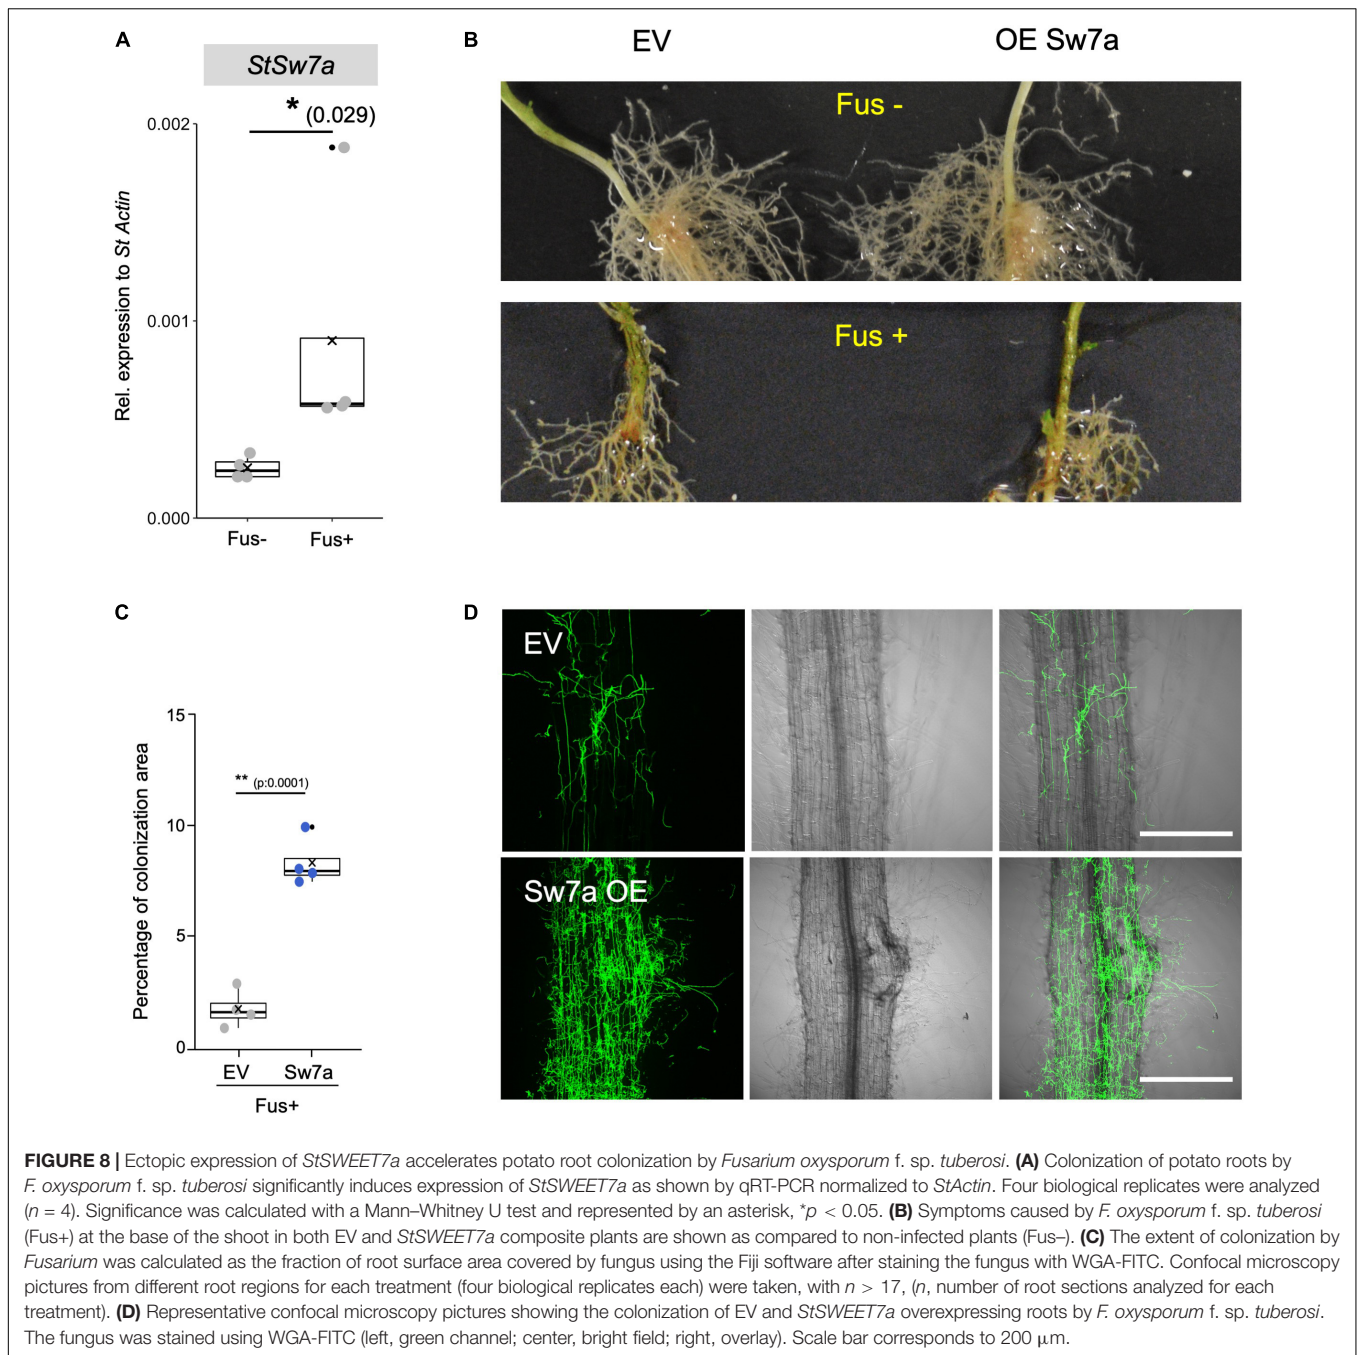 A
StSw7a
* (0.029)
0.002
0.001
0.000
Rel. expression to St Actin
Fus-
Fus+
B
EV
OE Sw7a
Fus -
Fus +
C
15
10
5
0
Percentage of colonization area
** (p:0.0001)
EV
Sw7a
Fus+
D
EV
Sw7a OE
FIGURE 8 | Ectopic expression of StSWEET7a accelerates potato root colonization by Fusarium oxysporum f. sp. tuberosi. (A) Colonization of potato roots by
F. oxysporum f. sp. tuberosi significantly induces expression of StSWEET7a as shown by qRT-PCR normalized to StActin. Four biological replicates were analyzed
(n = 4). Significance was calculated with a Mann–Whitney U test and represented by an asterisk, *p < 0.05. (B) Symptoms caused by F. oxysporum f. sp. tuberosi
(Fus+) at the base of the shoot in both EV and StSWEET7a composite plants are shown as compared to non-infected plants (Fus–). (C) The extent of colonization by
Fusarium was calculated as the fraction of root surface area covered by fungus using the Fiji software after staining the fungus with WGA-FITC. Confocal microscopy
pictures from different root regions for each treatment (four biological replicates each) were taken, with n > 17, (n, number of root sections analyzed for each
treatment). (D) Representative confocal microscopy pictures showing the colonization of EV and StSWEET7a overexpressing roots by F. oxysporum f. sp. tuberosi.
The fungus was stained using WGA-FITC (left, green channel; center, bright field; right, overlay). Scale bar corresponds to 200 μm.